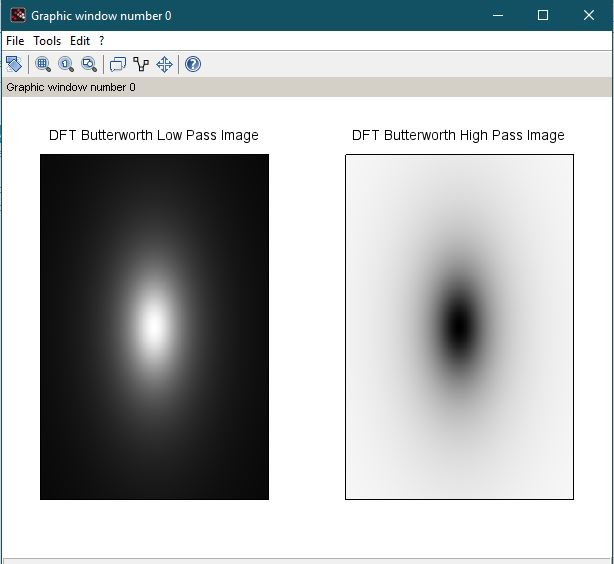 Graphic window number 0
File Tools Edit ?
Graphic window number 0
DFT Butterworth Low Pass Image
DFT Butterworth High Pass Image